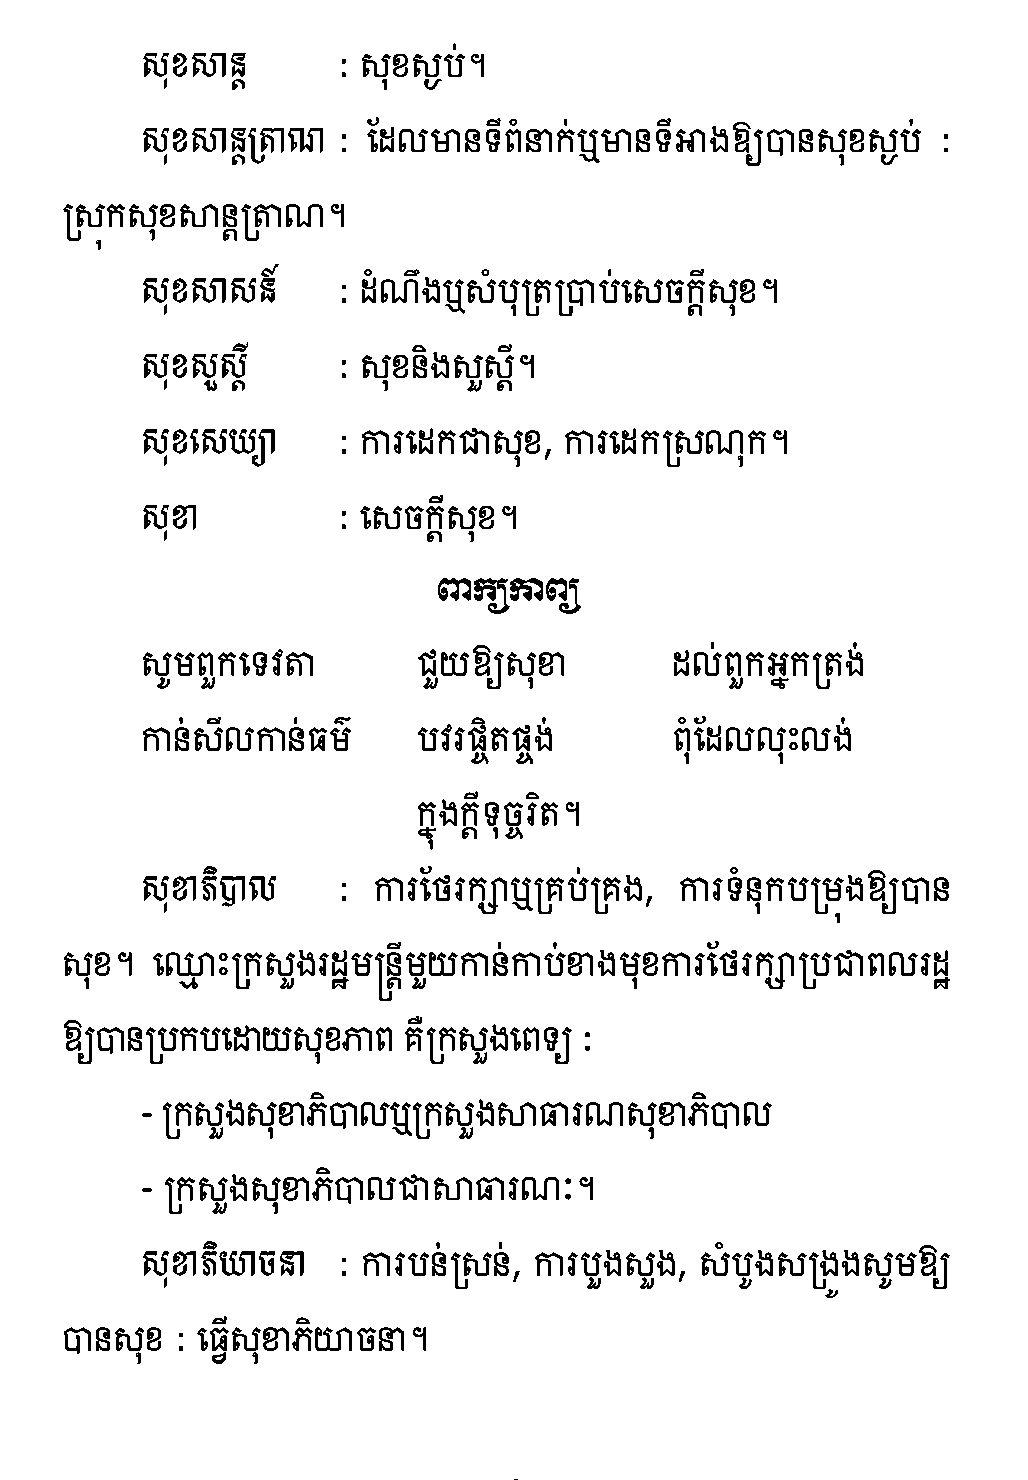 សុខសាន្ត : សុខស្ងប់។
សុខសាន្តត្រាណ : ដែលមានទីពំនាក់ឬមានទីអាងឱ្យបានសុខស្ងប់ :
ស្រុកសុខសាន្តត្រាណ។
សុខសាសន៍ : ដំណឹងឬសំបុត្រប្រាប់សេចក្តីសុខ។
សុខសួស្តី : សុខនិងសួស្តី។
សុខសេយ្យា : ការដេកជាសុខ, ការដេកស្រណុក។
សុខា : សេចក្តីសុខ។
ពាក្យកាព្យ
សូមពួកទេវតា ជួយឱ្យសុខា ដល់ពួកអ្នកត្រង់
កាន់សីលកាន់ធម៌ បវរផ្ចិតផ្ចង់ ពុំដែលលុះលង់
ក្នុងក្តីទុច្ចរិត។
សុខាភិបាល : ការថែរក្សាឬគ្រប់គ្រង, ការទំនុកបម្រុងឱ្យបាន
សុខ។ ឈ្មោះក្រសួងរដ្ឋមន្ត្រីមួយកាន់កាប់ខាងមុខការថែរក្សាប្រជាពលរដ្ឋ
ឱ្យបានប្រកបដោយសុខភាព គឺក្រសួងពេទ្យ :
- ក្រសួងសុខាភិបាលឬក្រសួងសាធារណសុខាភិបាល
- ក្រសួងសុខាភិបាលជាសាធារណៈ។
សុខាភិយាចនា : ការបន់ស្រន់, ការបួងសួង, សំបូងសង្រូងសូមឱ្យ
បានសុខ : ធ្វើសុខាភិយាចនា។